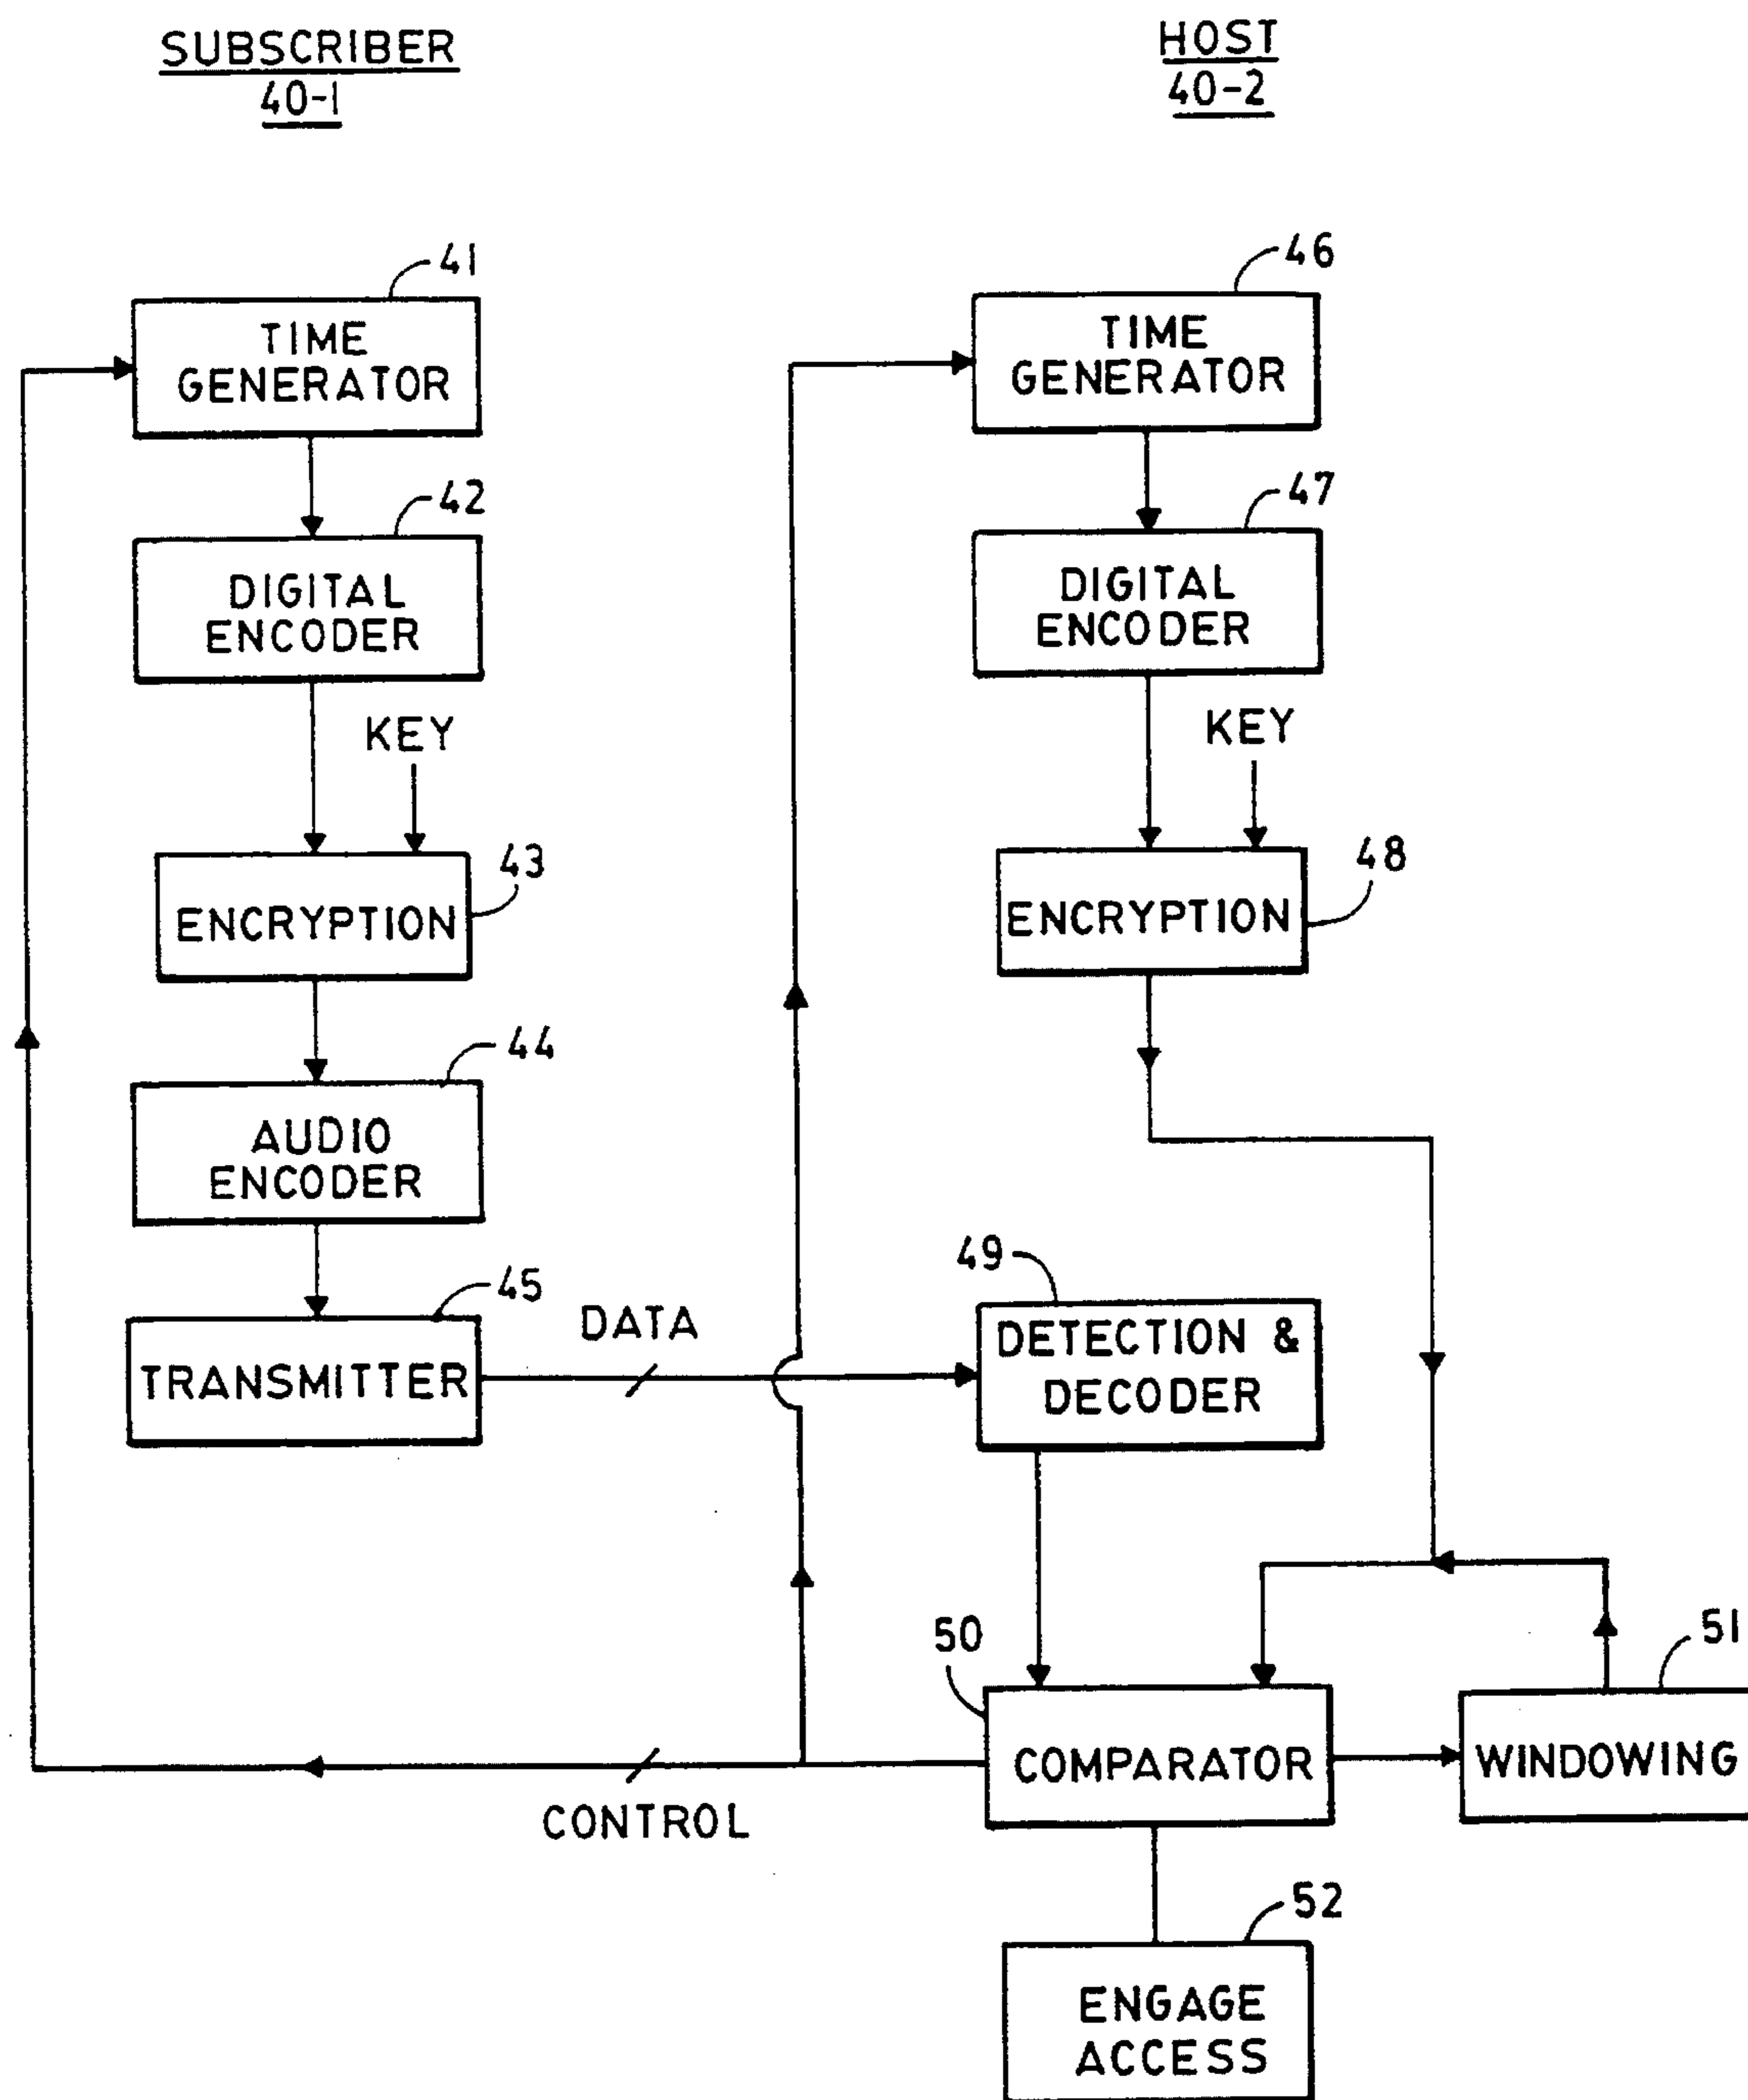 SUBSCRIBER
40-1
HOST
40-2
41
TIME
GENERATOR
46
TIME
GENERATOR
42
DIGITAL
ENCODER
47
DIGITAL
ENCODER
KEY
KEY
43
ENCRYPTION
48
ENCRYPTION
44
AUDIO
ENCODER
45
TRANSMITTER
DATA
49
DETECTION &
DECODER
50
COMPARATOR
51
WINDOWING
CONTROL
52
ENGAGE
ACCESS